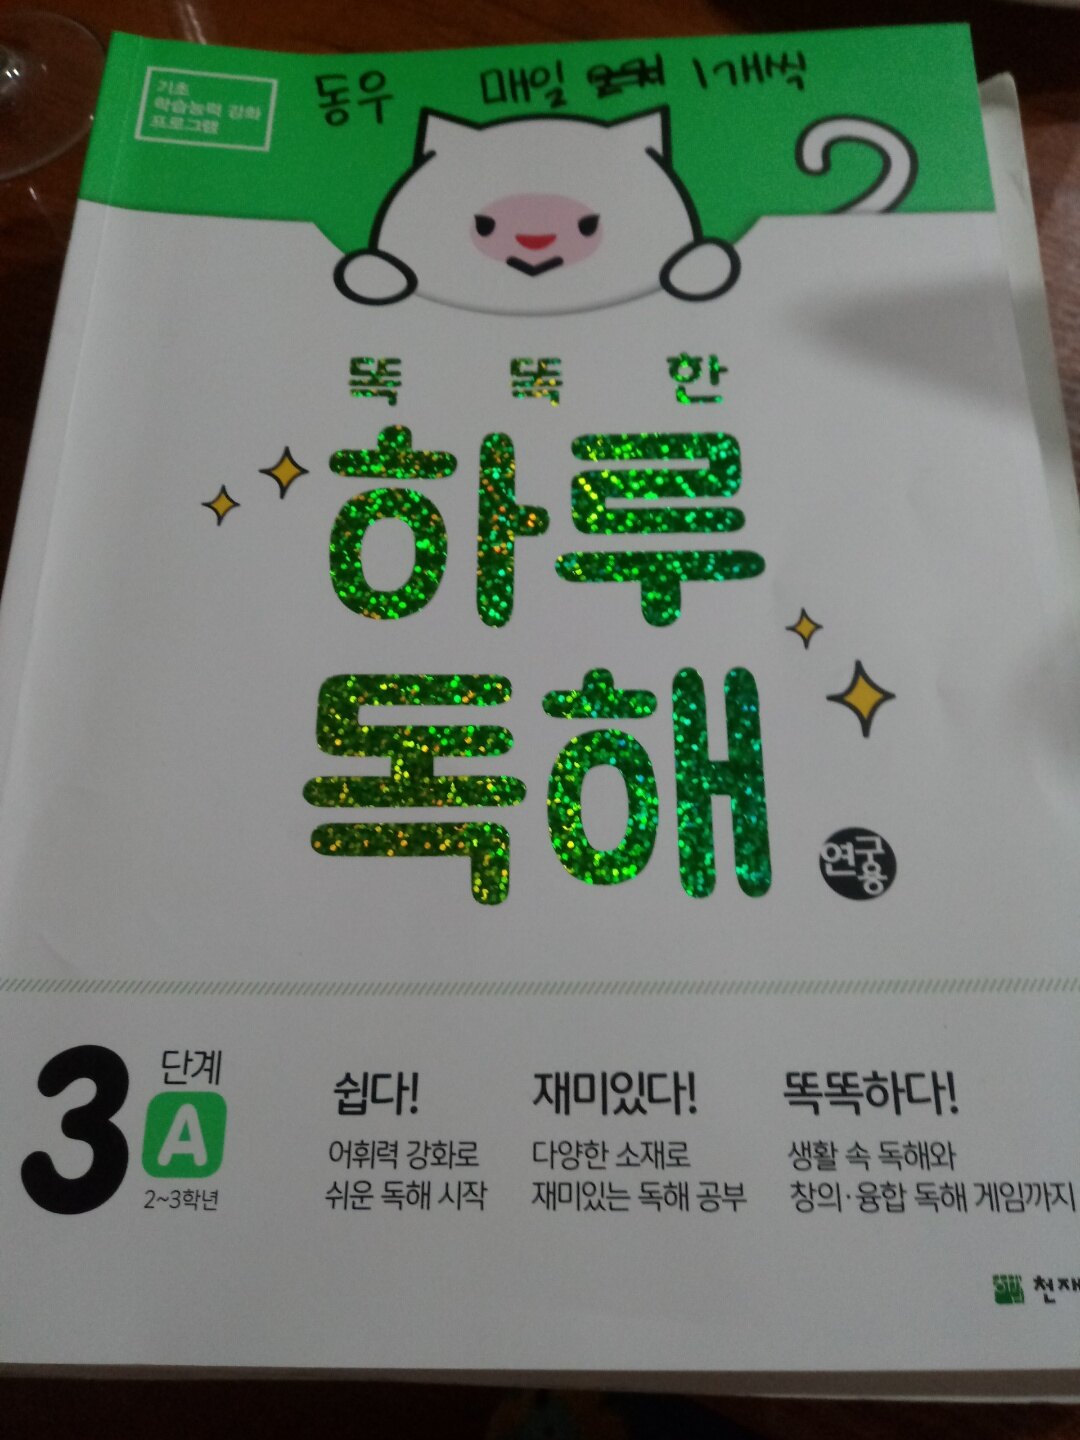 기초
학습능력 강화
프로그램
동우 매일 1개씩
똑똑한
하루
독해
연구용
3단계
A
2~3학년
쉽다!
어휘력 강화로
쉬운 독해 시작
재미있다!
다양한 소재로
재미있는 독해 공부
똑똑하다!
생활 속 독해와
창의·융합 독해 게임까지
천재